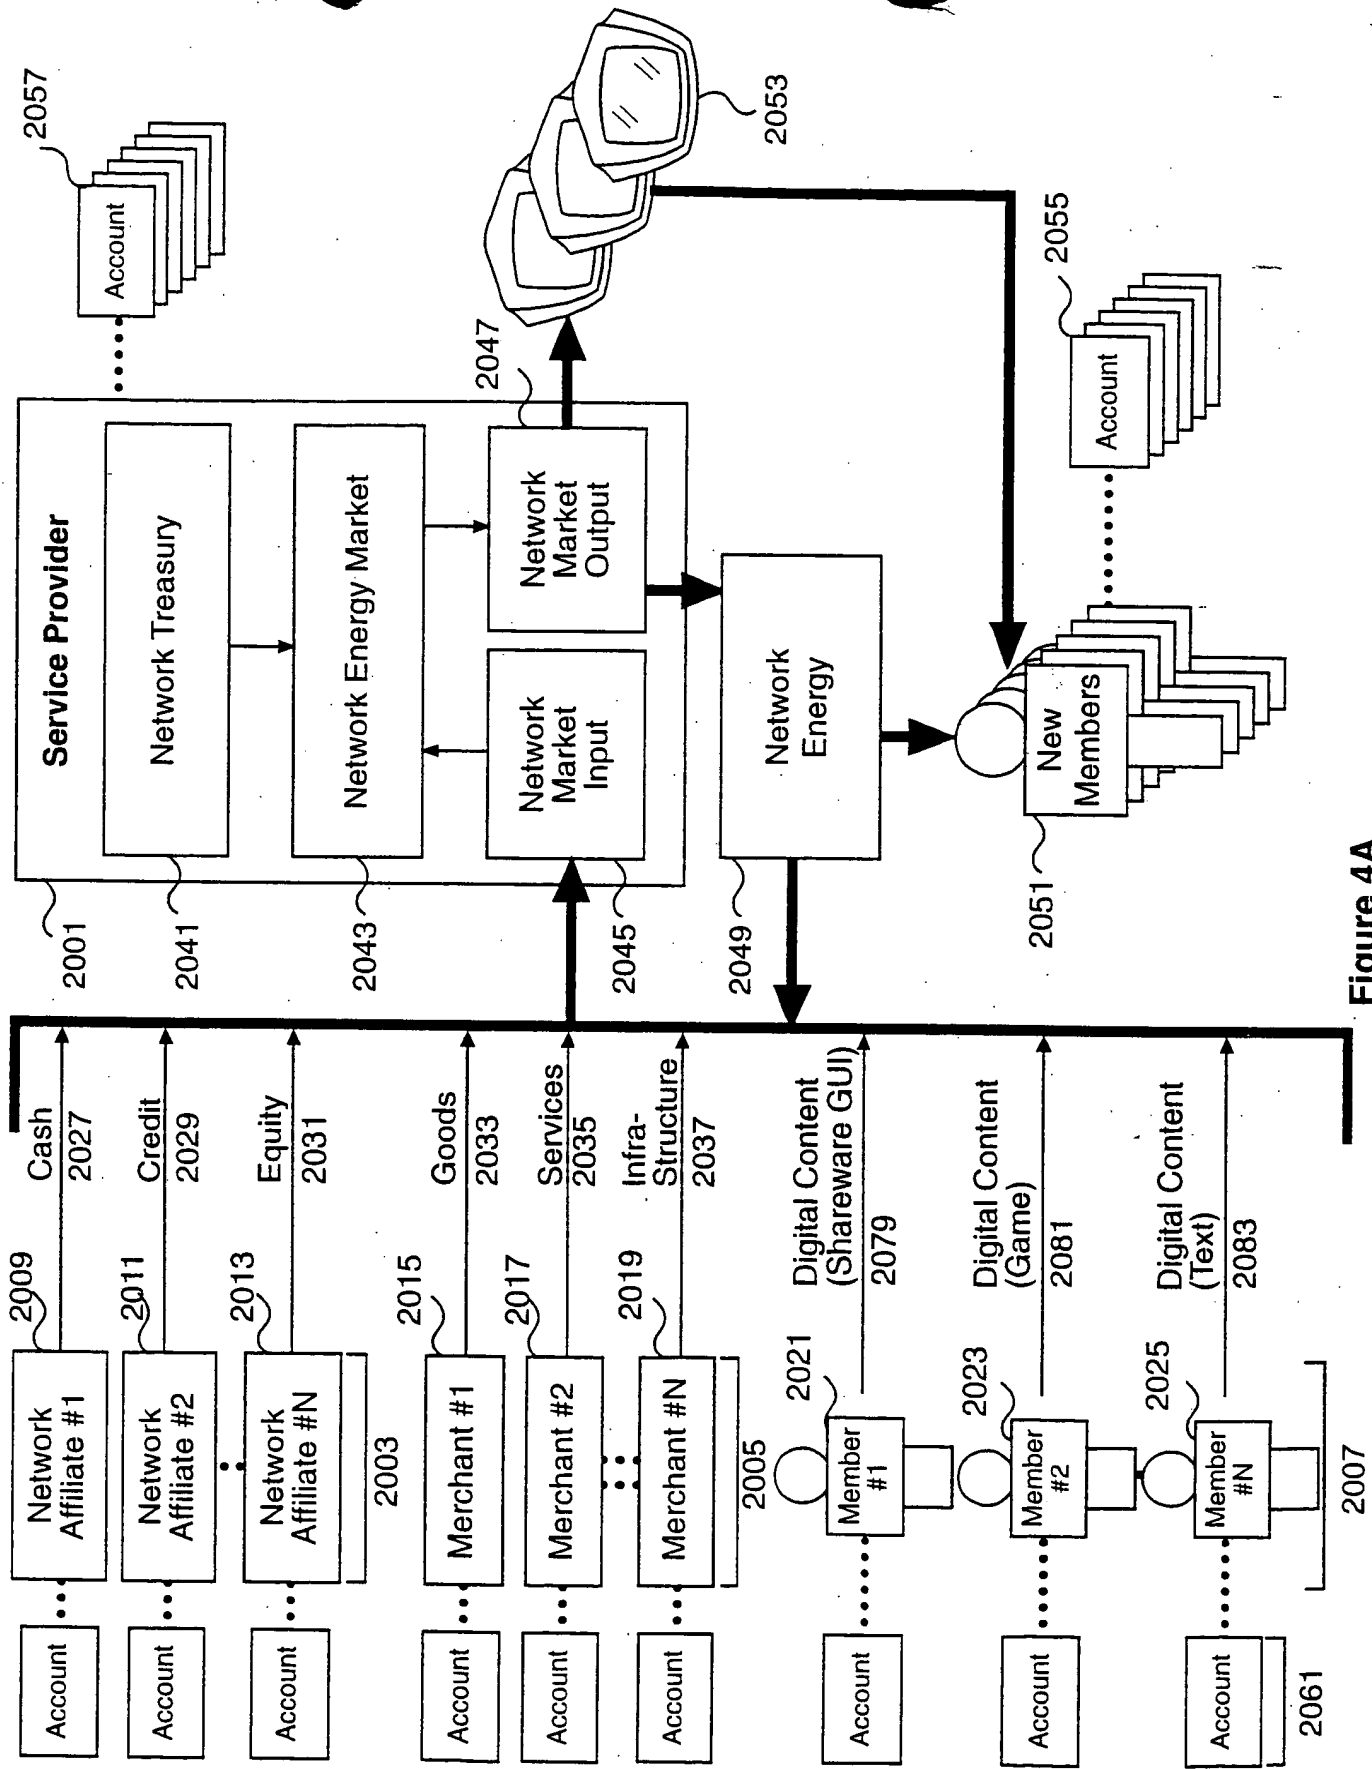 Account
Network
Affiliate #1
2009
Cash
2027
Account
Network
Affiliate #2
2011
Credit
2029
Account
Network
Affiliate #N
2013
Equity
2031
2003
Account
Merchant #1
2015
Goods
2033
Account
Merchant #2
2017
Services
2035
Account
Merchant #N
2019
Infra-
Structure
2037
2005
Account
Member
#1
2021
Digital Content
(Shareware GUI)
2079
Account
Member
#2
2023
Digital Content
(Game)
2081
Account
Member
#N
2025
Digital Content
(Text)
2083
2061
2007
2001
Service Provider
2041
Network Treasury
2043
Network Energy Market
2045
Network
Market
Input
Network
Market
Output
2047
Account
2057
2053
2049
Network
Energy
2051
New
Members
Account
2055
Figure 4A